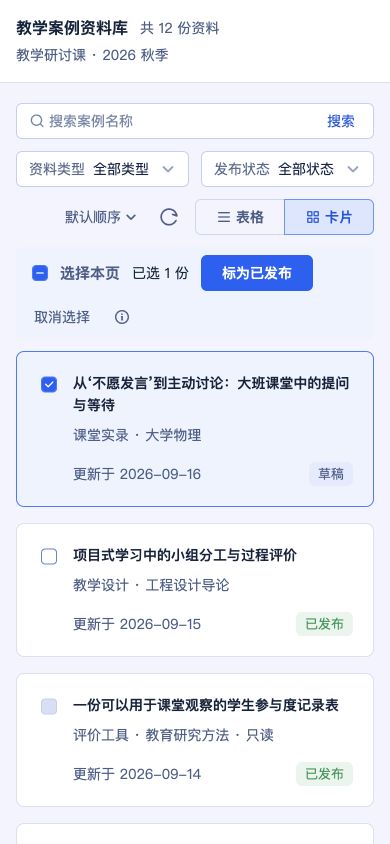 教学案例资料库 共 12 份资料
教学研讨课 · 2026 秋季
搜索案例名称 搜索
资料类型 全部类型 发布状态 全部状态
默认顺序 表格 卡片
选择本页 已选 1 份 标为已发布
取消选择
从‘不愿发言’到主动讨论：大班课堂中的提问
与等待
课堂实录 · 大学物理
更新于 2026-09-16 草稿
项目式学习中的小组分工与过程评价
教学设计 · 工程设计导论
更新于 2026-09-15 已发布
一份可以用于课堂观察的学生参与度记录表
评价工具 · 教育研究方法 · 只读
更新于 2026-09-14 已发布